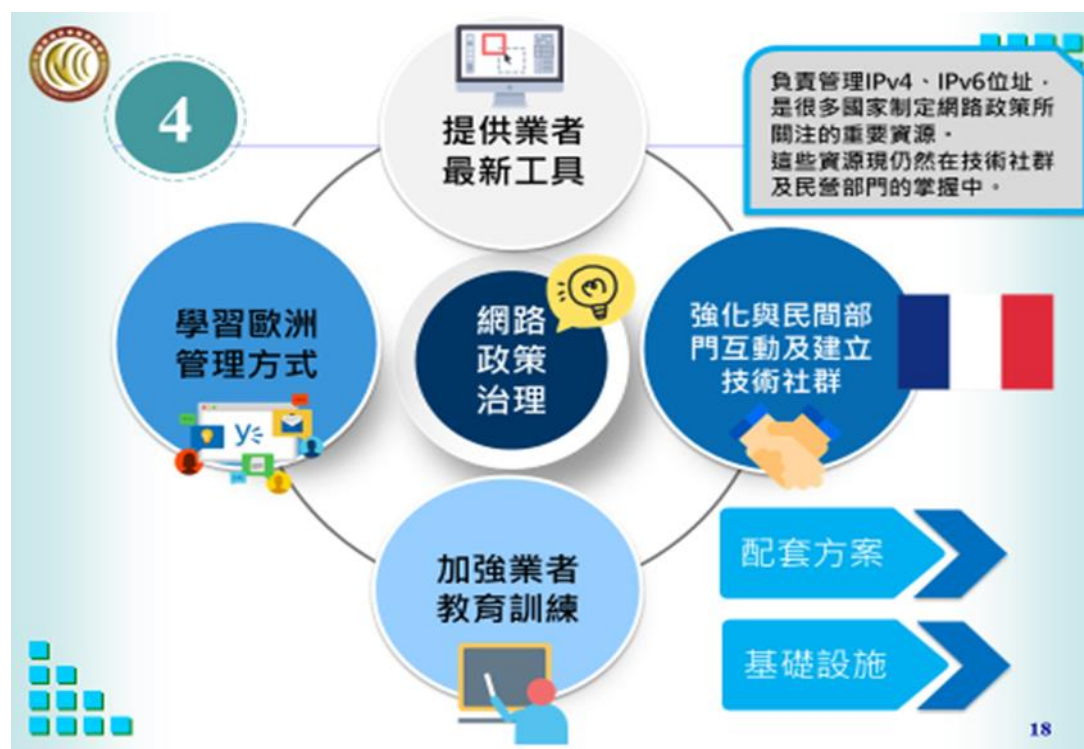 4
提供業者
最新工具
負責管理IPv4、IPv6位址，
是很多國家制定網路政策所
關注的重要資源。
這些資源現仍然在技術社群
及民營部門的掌握中。
學習歐洲
管理方式
網路
政策
治理
強化與民間部
門互動及建立
技術社群
加強業者
教育訓練
配套方案
基礎設施
18